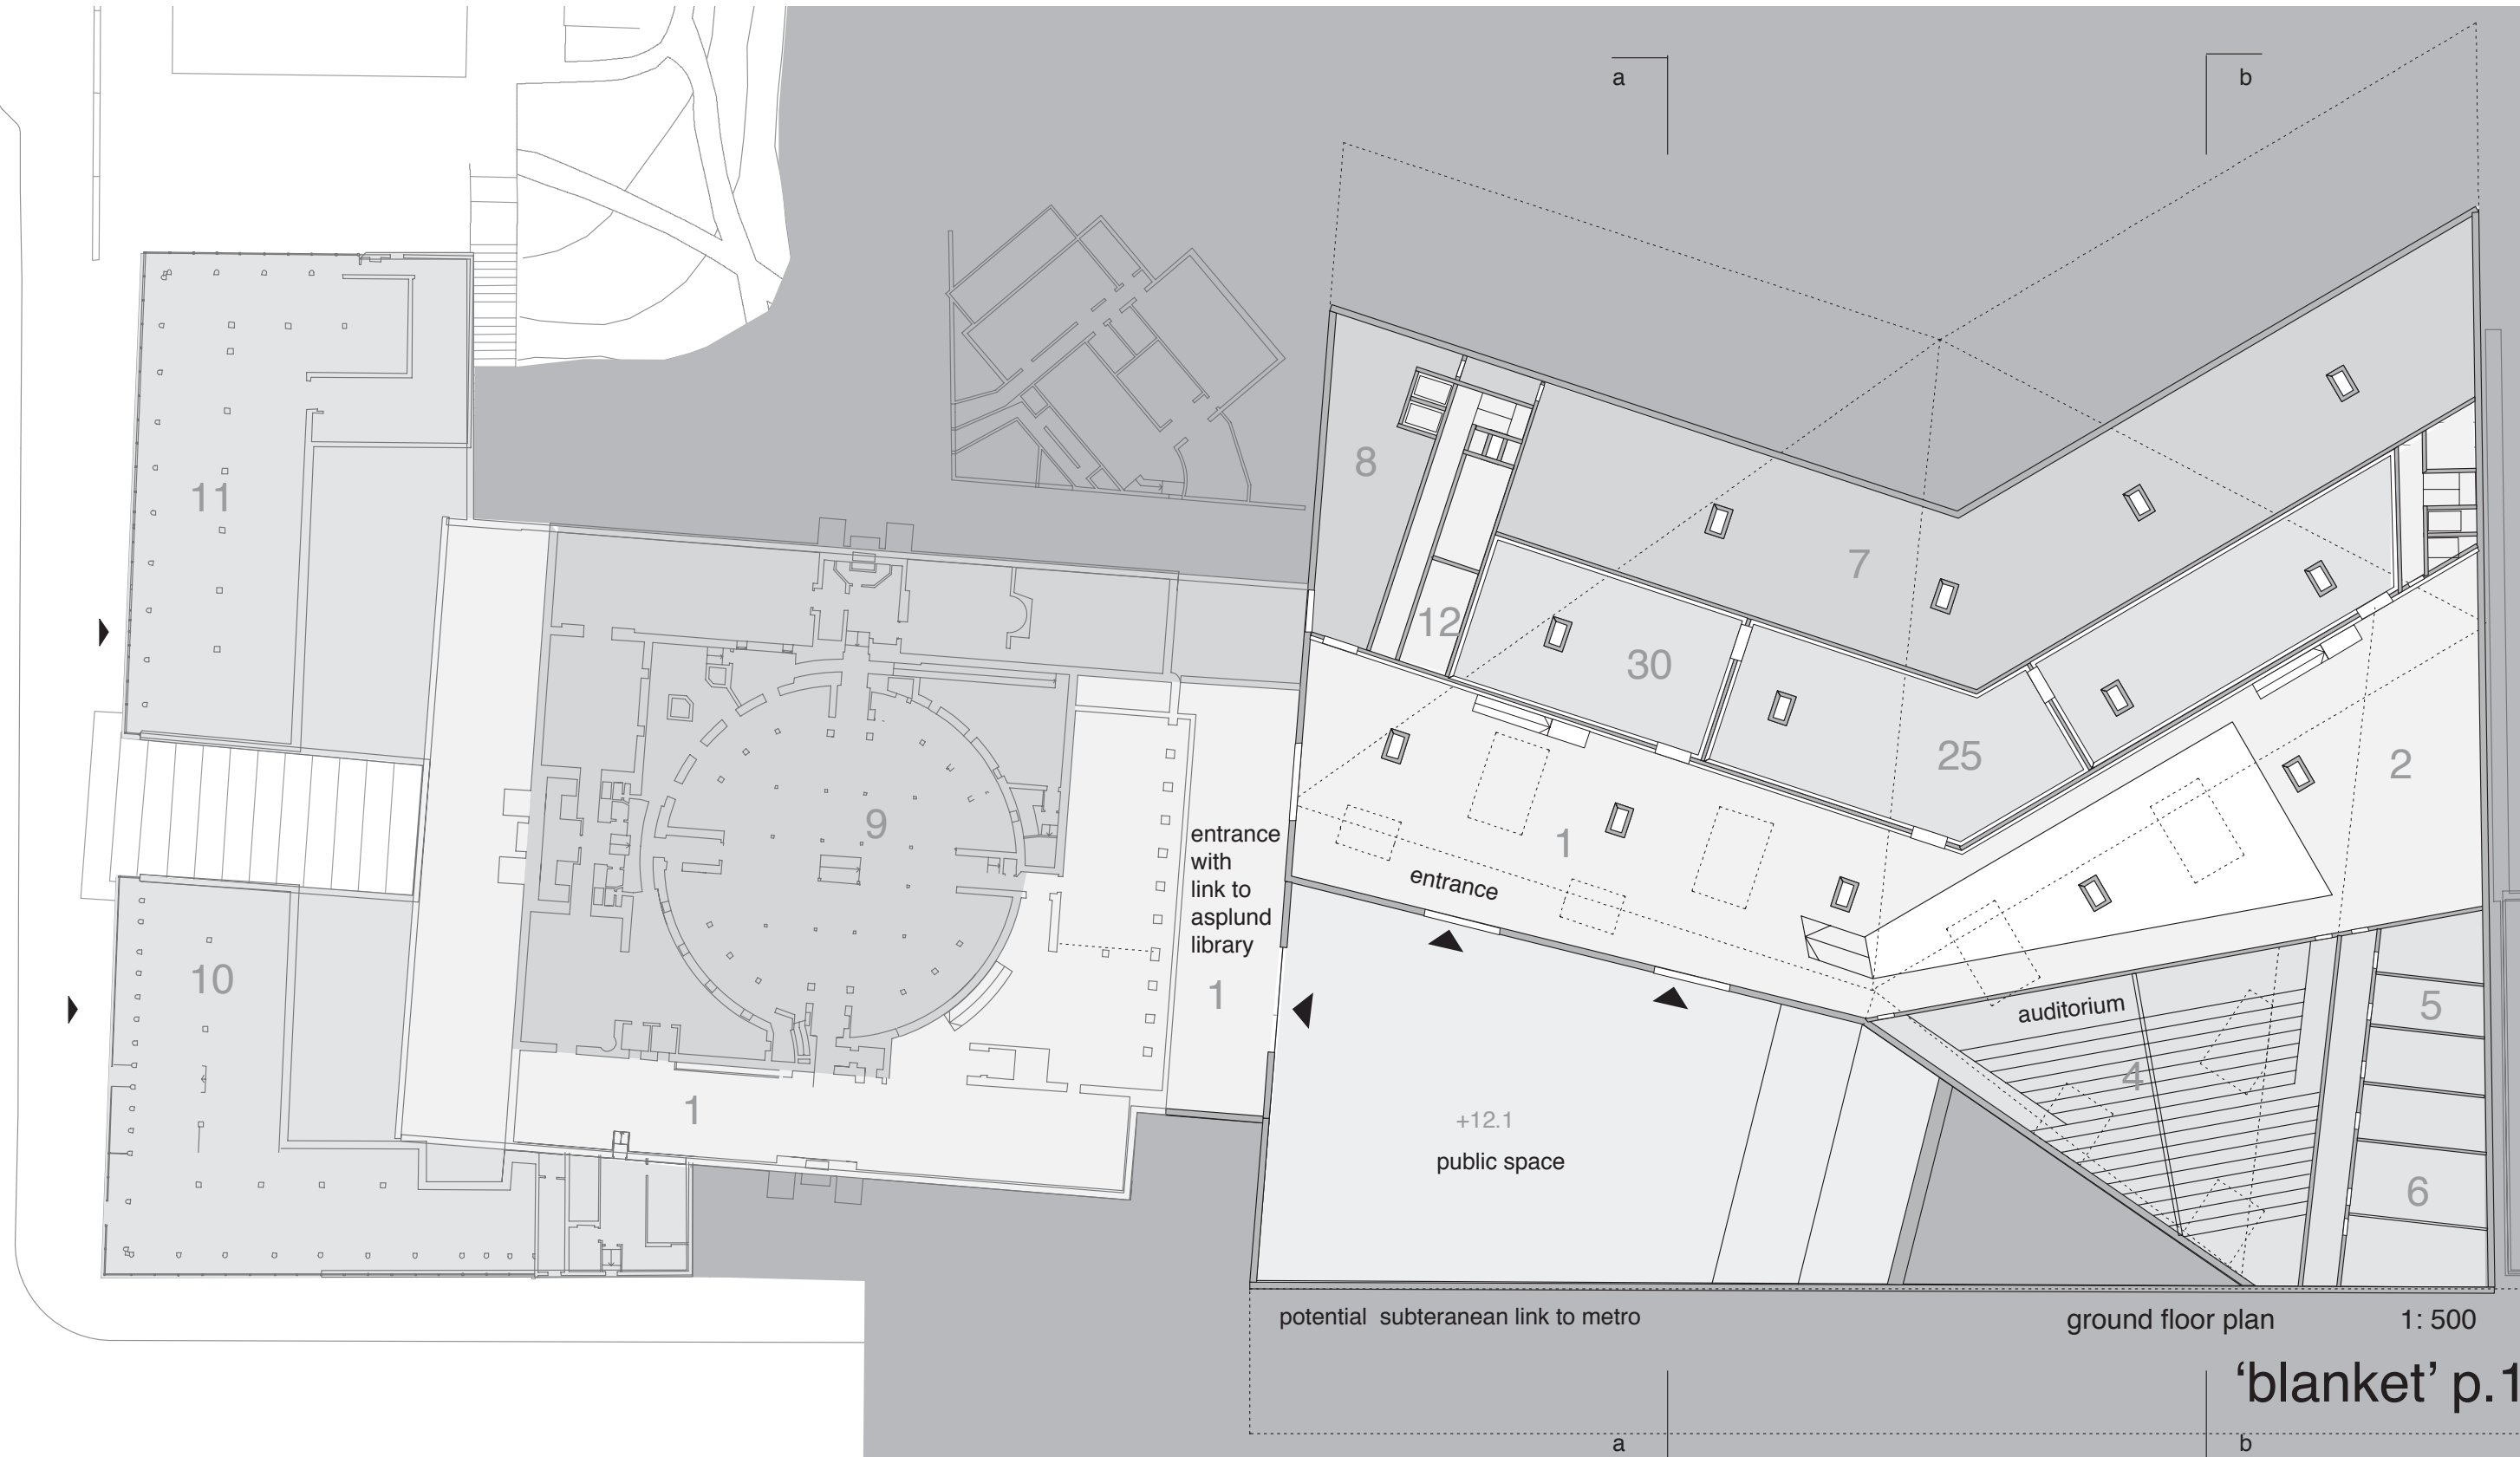 a
b
11
8
7
12
30
25
2
9
entrance
with
link to
asplund
library
1
1
entrance
10
1
+12.1
public space
auditorium
4
5
6
potential subteranean link to metro
ground floor plan 1: 500
‘blanket’ p.1
a
b